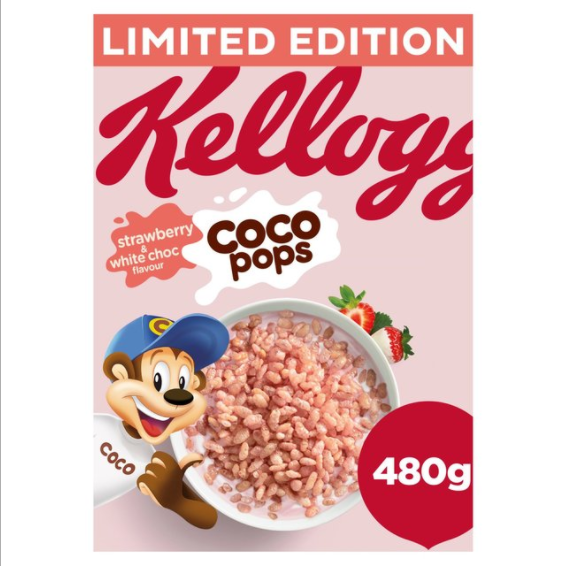 LIMITED EDITION
Kellogg
strawberry
&
white choc
flavour
coco
pops
C
coco
480g